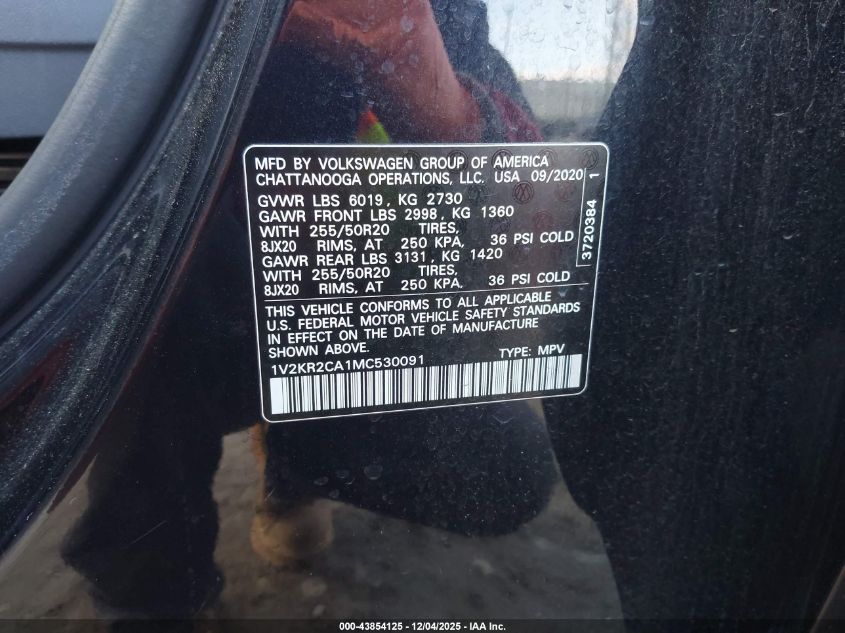 MFD BY VOLKSWAGEN GROUP OF AMERICA
CHATTANOOGA OPERATIONS, LLC. USA 09/2020
GVWR LBS 6019, KG 2730
GAWR FRONT LBS 2998, KG 1360
WITH 255/50R20 TIRES,
8JX20 RIMS, AT 250 KPA, 36 PSI COLD
GAWR REAR LBS 3131, KG 1420
WITH 255/50R20 TIRES,
8JX20 RIMS, AT 250 KPA, 36 PSI COLD
THIS VEHICLE CONFORMS TO ALL APPLICABLE
U.S. FEDERAL MOTOR VEHICLE SAFETY STANDARDS
IN EFFECT ON THE DATE OF MANUFACTURE
SHOWN ABOVE.
1V2KR2CA1MC530091 TYPE: MPV
3720384 1
000-43854125 - 12/04/2025 - IAA Inc.